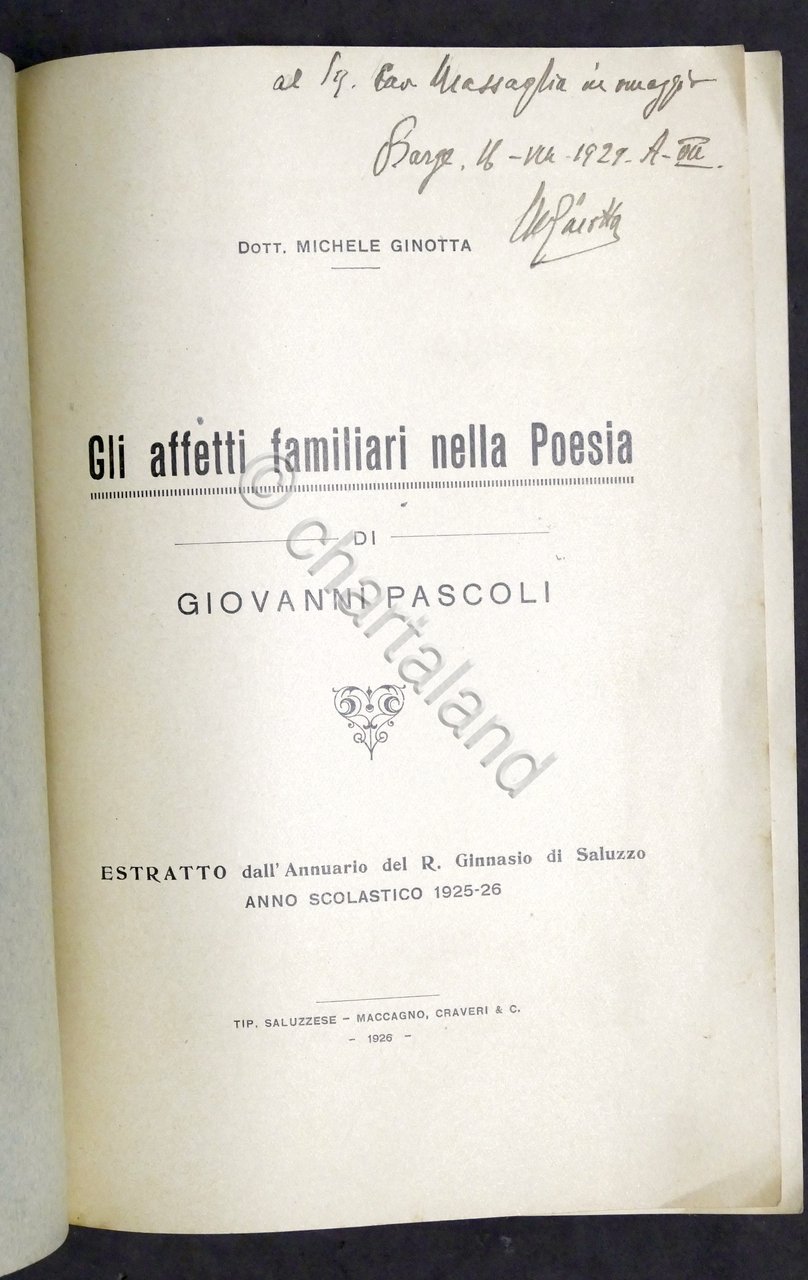 al Sg. Cav Massaglia in omaggio
Barge, 16 - VII - 1929. A - VII.
MGinotta
DOTT. MICHELE GINOTTA
Gli affetti familiari nella Poesia
DI
GIOVANNI PASCOLI
© chartaland
ESTRATTO dall'Annuario del R. Ginnasio di Saluzzo
ANNO SCOLASTICO 1925-26
TIP. SALUZZESE - MACCAGNO, CRAVERI & C.
- 1926 -